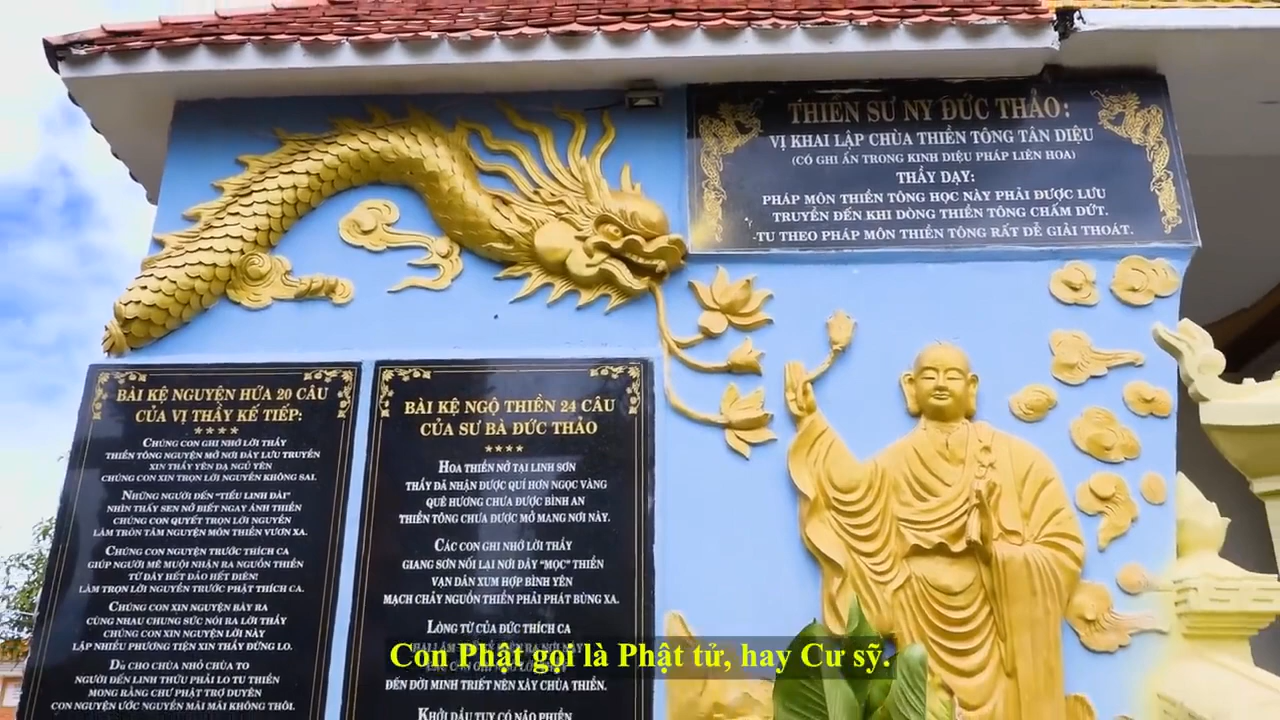 THIỀN SƯ NY ĐỨC THẢO:
VỊ KHAI LẬP CHÙA THIỀN TÔNG TÂN DIỆU
(CÓ GHI ẨN TRONG KINH DIỆU PHÁP LIÊN HOA)
THẦY DẠY:
PHÁP MÔN THIỀN TÔNG HỌC NÀY PHẢI ĐƯỢC LƯU
TRUYỀN ĐẾN KHI DÒNG THIỀN TÔNG CHẤM DỨT.
TU THEO PHÁP MÔN THIỀN TÔNG RẤT DỄ GIẢI THOÁT.
BÀI KỆ NGUYỆN HỨA 20 CÂU
CỦA VỊ THẦY KẾ TIẾP:
****
CHÚNG CON GHI NHỚ LỜI THẦY
THIỀN TÔNG NGUYỆN MỞ NƠI ĐÂY LƯU TRUYỀN
XIN THẦY YÊN DẠ NGỦ YÊN
CHÚNG CON XIN TRỌN LỜI NGUYỀN KHÔNG SAI.
NHỮNG NGƯỜI ĐẾN "TIỂU LINH ĐÀI"
NHÌN THẤY SEN NỞ BIẾT NGAY ÁNH THIỀN
CHÚNG CON QUYẾT TRỌN LỜI NGUYỀN
LÀM TRÒN TÂM NGUYỆN MÔN THIỀN VƯƠN XA.
CHÚNG CON NGUYỆN TRƯỚC THÍCH CA
GIÚP NGƯỜI MÊ MUỘI NHẬN RA NGUỒN THIỀN
TỪ ĐÂY HẾT ĐẢO HẾT ĐIÊN!
LÀM TRỌN LỜI NGUYỀN TRƯỚC PHẬT THÍCH CA.
CHÚNG CON XIN NGUYỆN BÀY RA
CÙNG NHAU CHUNG SỨC NÓI RA LỜI THẦY
CHÚNG CON XIN NGUYỆN LỜI NÀY
LẬP NHIỀU PHƯƠNG TIỆN XIN THẦY ĐỪNG LO.
DÙ CHO CHÙA NHỎ CHÙA TO
NGƯỜI ĐẾN LINH THỨU PHẢI LO TU THIỀN
MONG RẰNG CHƯ PHẬT TRỢ DUYÊN
CON NGUYỆN ƯỚC NGUYỀN MÃI MÃI KHÔNG THÔI.
BÀI KỆ NGỘ THIỀN 24 CÂU
CỦA SƯ BÀ ĐỨC THẢO
****
HOA THIỀN NỞ TẠI LINH SƠN
THẦY ĐÃ NHẬN ĐƯỢC QUÍ HƠN NGỌC VÀNG
QUÊ HƯƠNG CHƯA ĐƯỢC BÌNH AN
THIỀN TÔNG CHƯA ĐƯỢC MỞ MANG NƠI NÀY.
CÁC CON GHI NHỚ LỜI THẦY
GIANG SƠN NỐI LẠI NƠI ĐÂY "MỌC" THIỀN
VẠN DÂN XUM HỢP BÌNH YÊN
MẠCH CHẢY NGUỒN THIỀN PHẢI PHÁT BÙNG XA.
LÒNG TỪ CỦA ĐỨC THÍCH CA
ĐẾN ĐỜI MINH TRIẾT NÊN XÂY CHÙA THIỀN.
KHỞI ĐẦU TUY CÓ NÃO PHIỀN
Con Phật gọi là Phật tử, hay Cư sỹ.